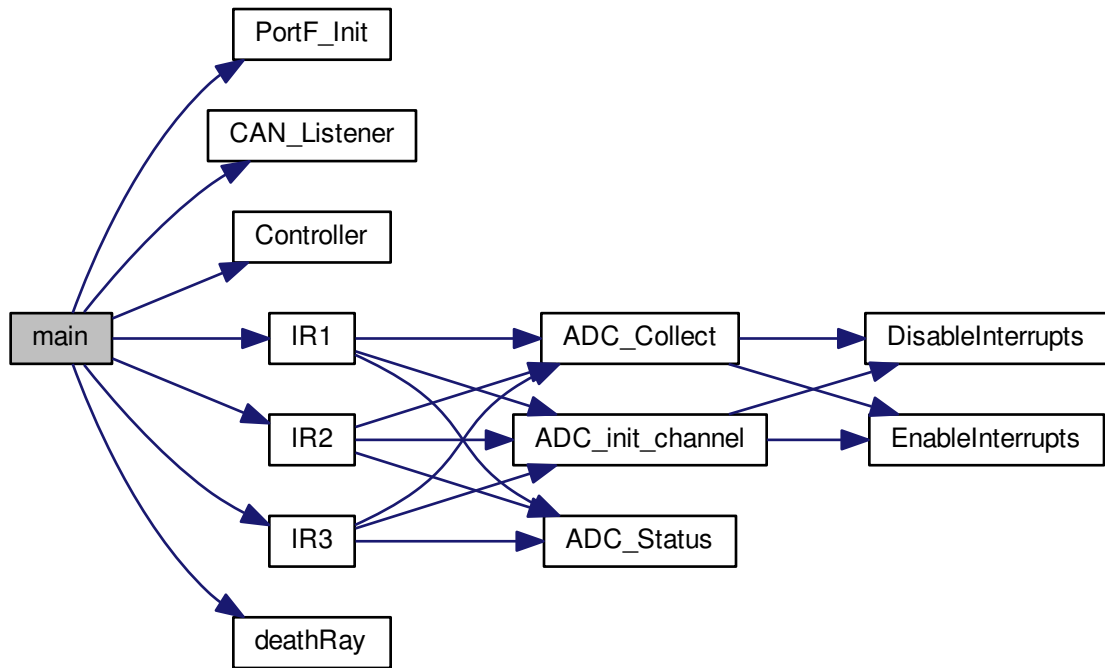 PortF_Init
CAN_Listener
Controller
main
IR1
ADC_Collect
DisableInterrupts
IR2
ADC_init_channel
EnableInterrupts
IR3
ADC_Status
deathRay